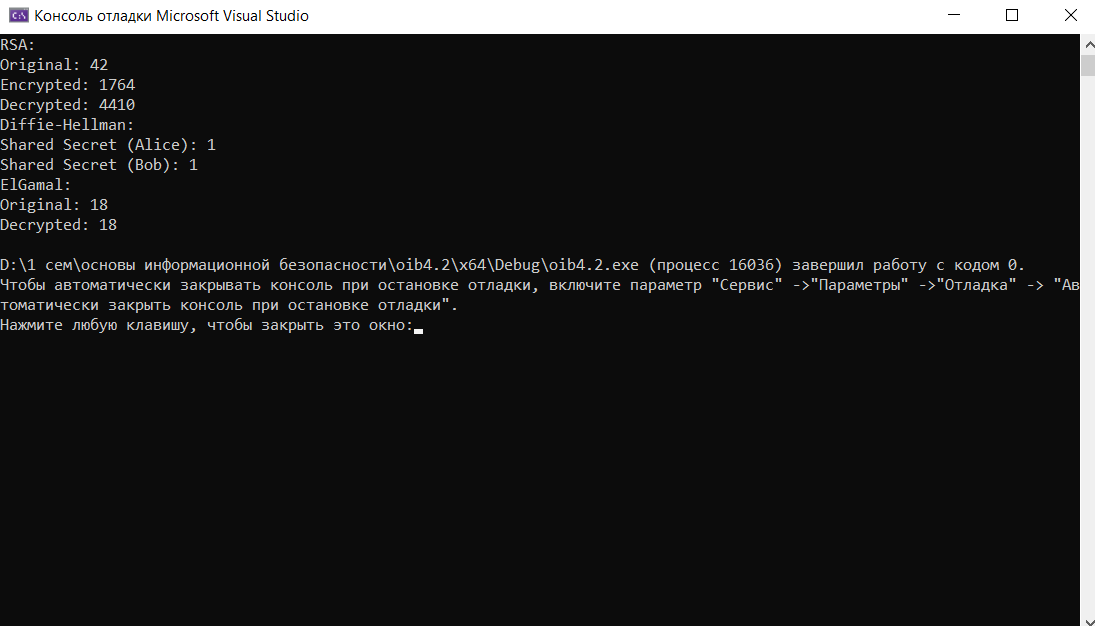 Консоль отладки Microsoft Visual Studio
RSA:
Original: 42
Encrypted: 1764
Decrypted: 4410
Diffie-Hellman:
Shared Secret (Alice): 1
Shared Secret (Bob): 1
ElGamal:
Original: 18
Decrypted: 18
D:\1 сем\основы информационной безопасности\oib4.2\x64\Debug\oib4.2.exe (процесс 16036) завершил работу с кодом 0.
Чтобы автоматически закрывать консоль при остановке отладки, включите параметр "Сервис" ->"Параметры" ->"Отладка" -> "Ав
томатически закрыть консоль при остановке отладки".
Нажмите любую клавишу, чтобы закрыть это окно: